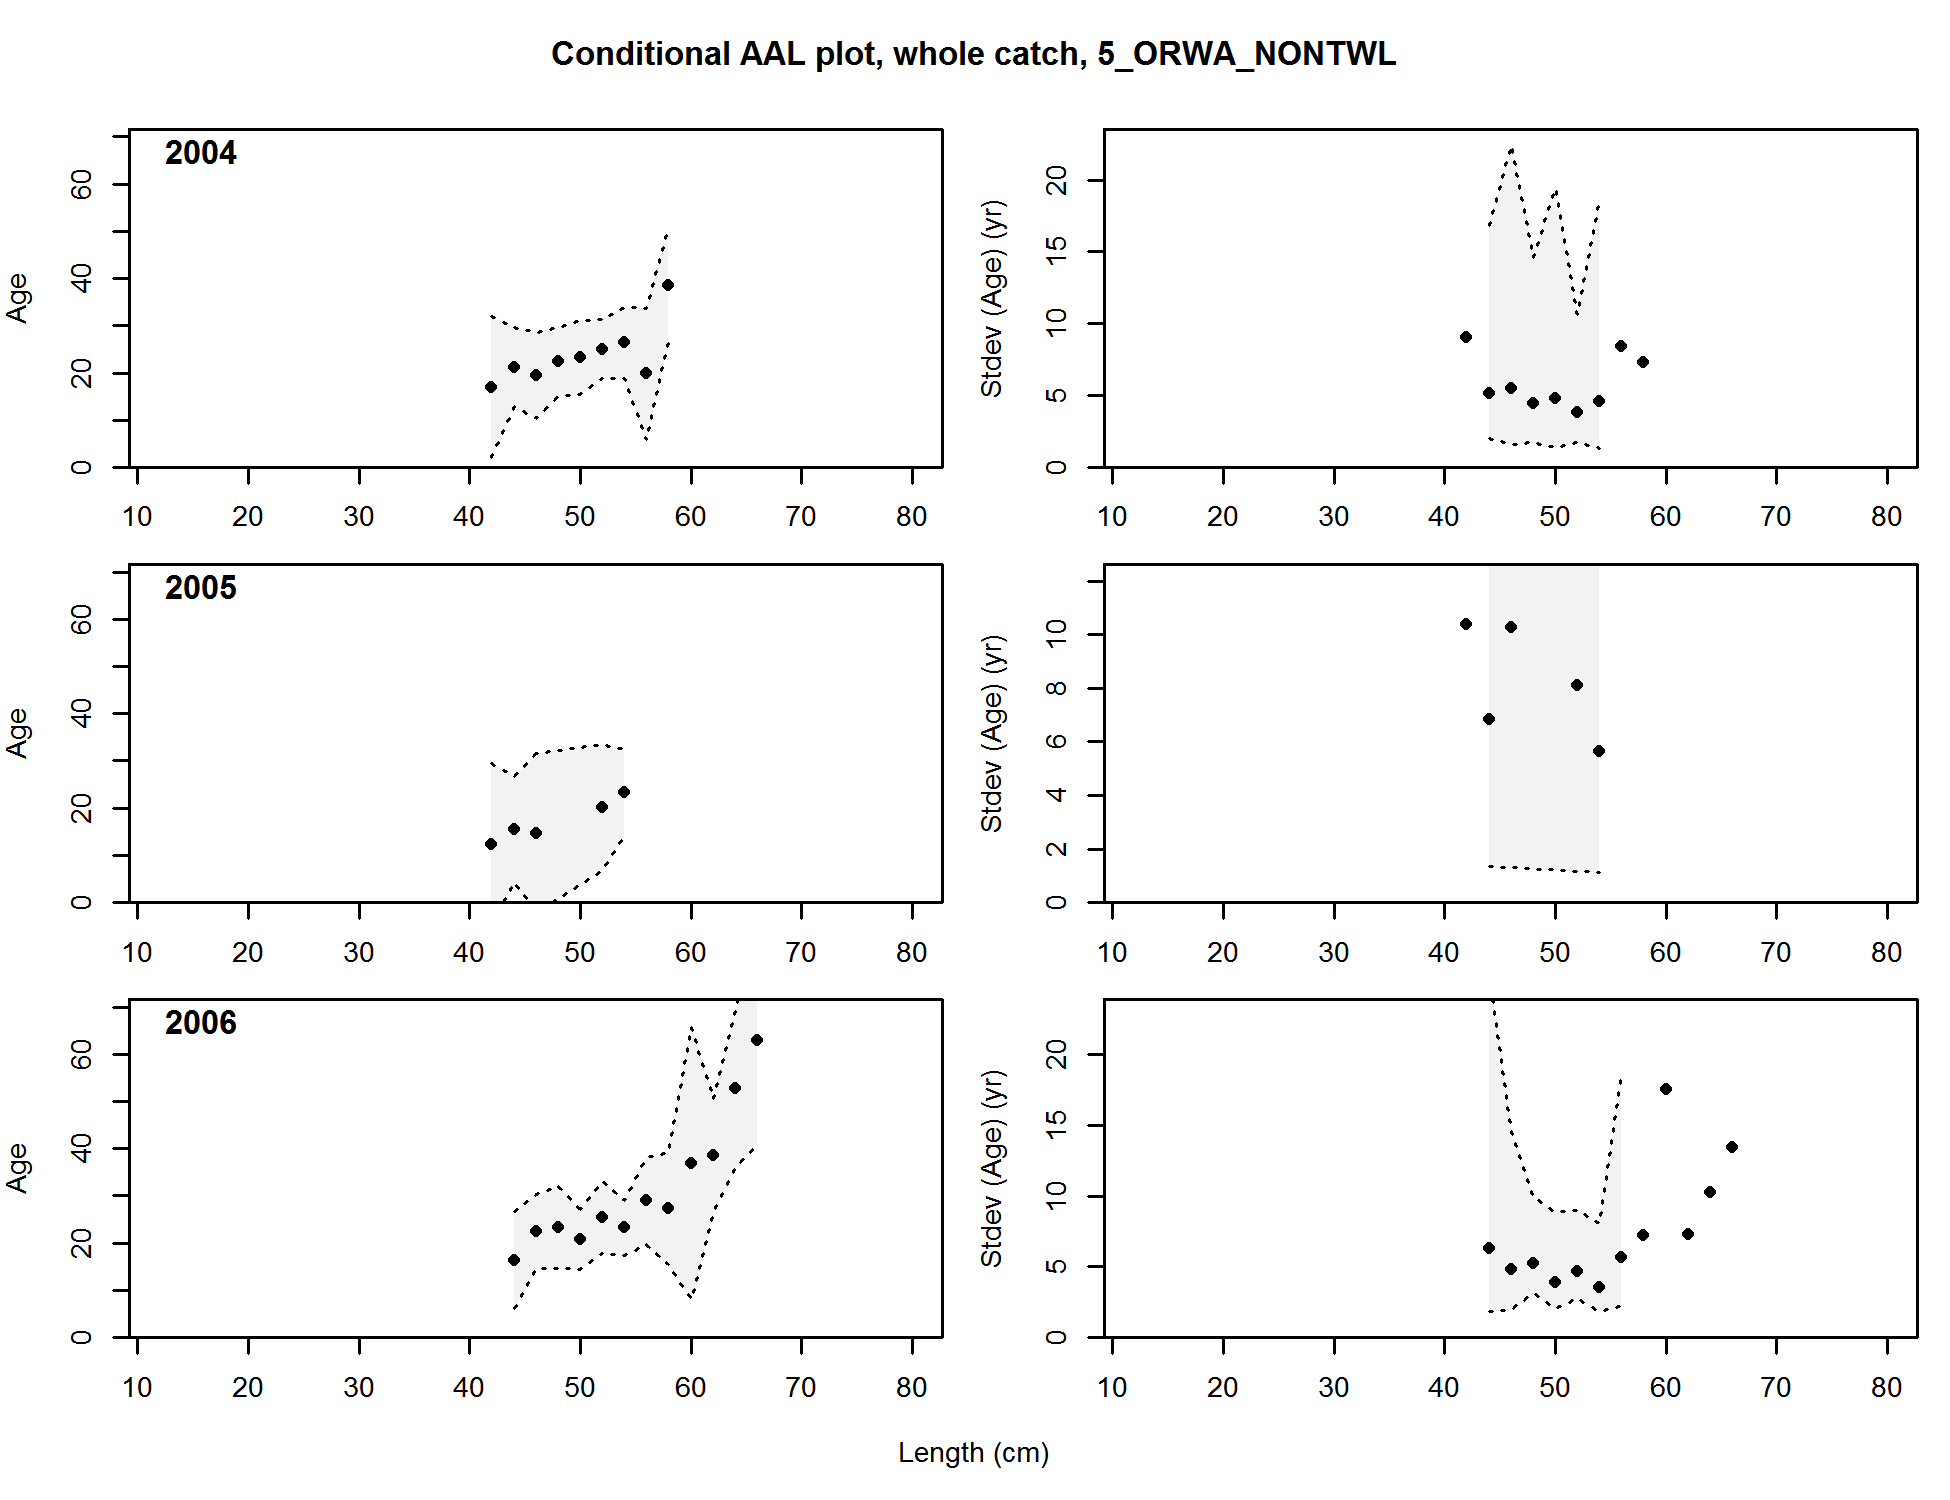 Conditional AAL plot, whole catch, 5_ORWA_NONTWL
2004
Age
0 20 40 60
10 20 30 40 50 60 70 80
Stdev (Age) (yr)
0 5 10 15 20
10 20 30 40 50 60 70 80
2005
Age
0 20 40 60
10 20 30 40 50 60 70 80
Stdev (Age) (yr)
0 2 4 6 8 10
10 20 30 40 50 60 70 80
2006
Age
0 20 40 60
10 20 30 40 50 60 70 80
Stdev (Age) (yr)
0 5 10 15 20
10 20 30 40 50 60 70 80
Length (cm)